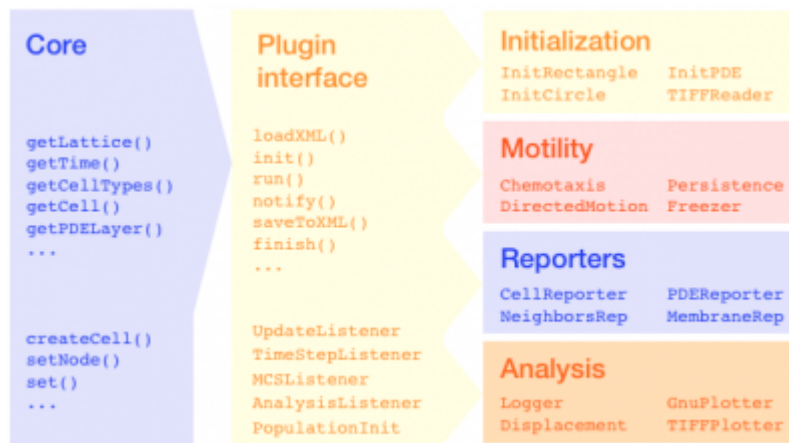 Core
getLattice()
getTime()
getCellTypes()
getCell()
getPDELayer()
...
createCell()
setNode()
set()
...
Plugin
interface
loadXML()
init()
run()
notify()
saveToXML()
finish()
...
UpdateListener
TimeStepListener
MCSListener
AnalysisListener
PopulationInit
Initialization
InitRectangle InitPDE
InitCircle TIFFReader
Motility
Chemotaxis Persistence
DirectedMotion Freezer
Reporters
CellReporter PDEReporter
NeighborsRep MembraneRep
Analysis
Logger GnuPlotter
Displacement TIFFPlotter